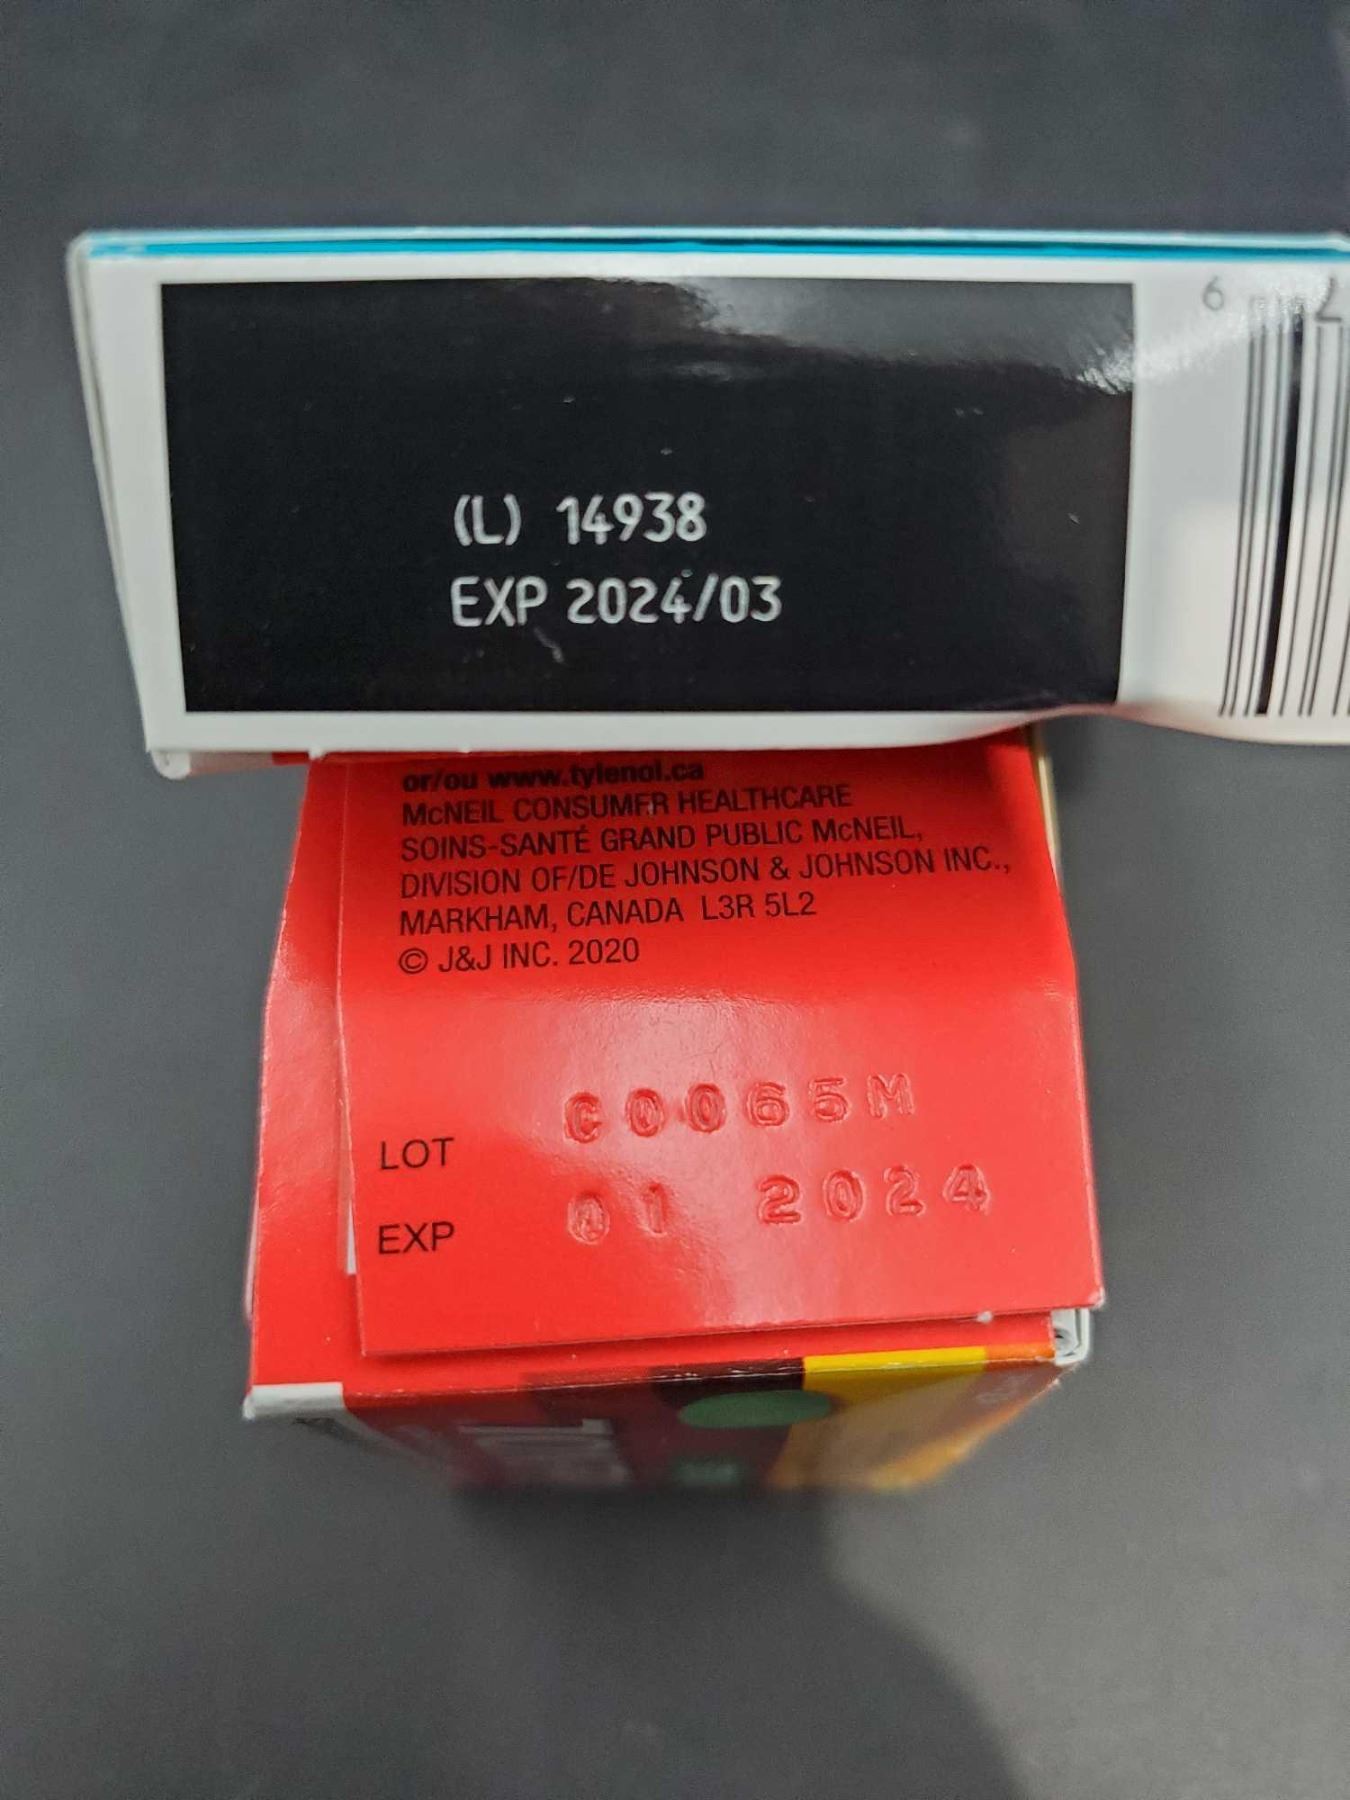 6
(L) 14938
EXP 2024/03
or/ou www.tylenol.ca
McNEIL CONSUMER HEALTHCARE
SOINS-SANTÉ GRAND PUBLIC McNEIL,
DIVISION OF/DE JOHNSON & JOHNSON INC.,
MARKHAM, CANADA L3R 5L2
© J&J INC. 2020
LOT C0065M
EXP 01 2024